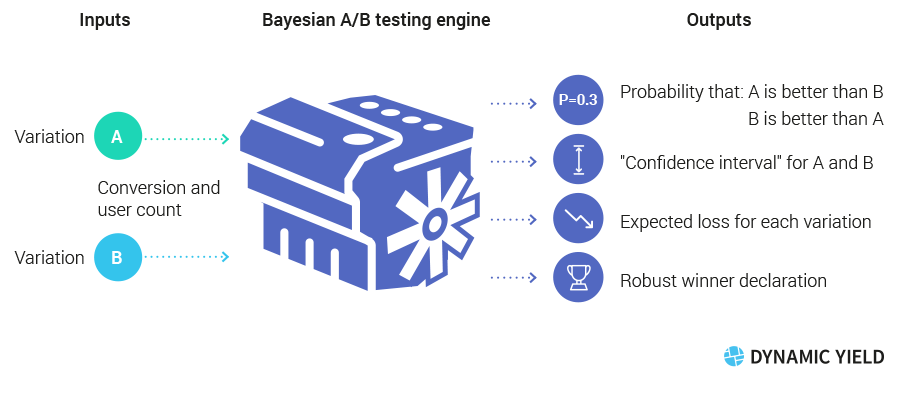 Inputs
Bayesian A/B testing engine
Outputs
Variation A
Conversion and
user count
Variation B
P=0.3
Probability that: A is better than B
B is better than A
"Confidence interval" for A and B
Expected loss for each variation
Robust winner declaration
DYNAMIC YIELD